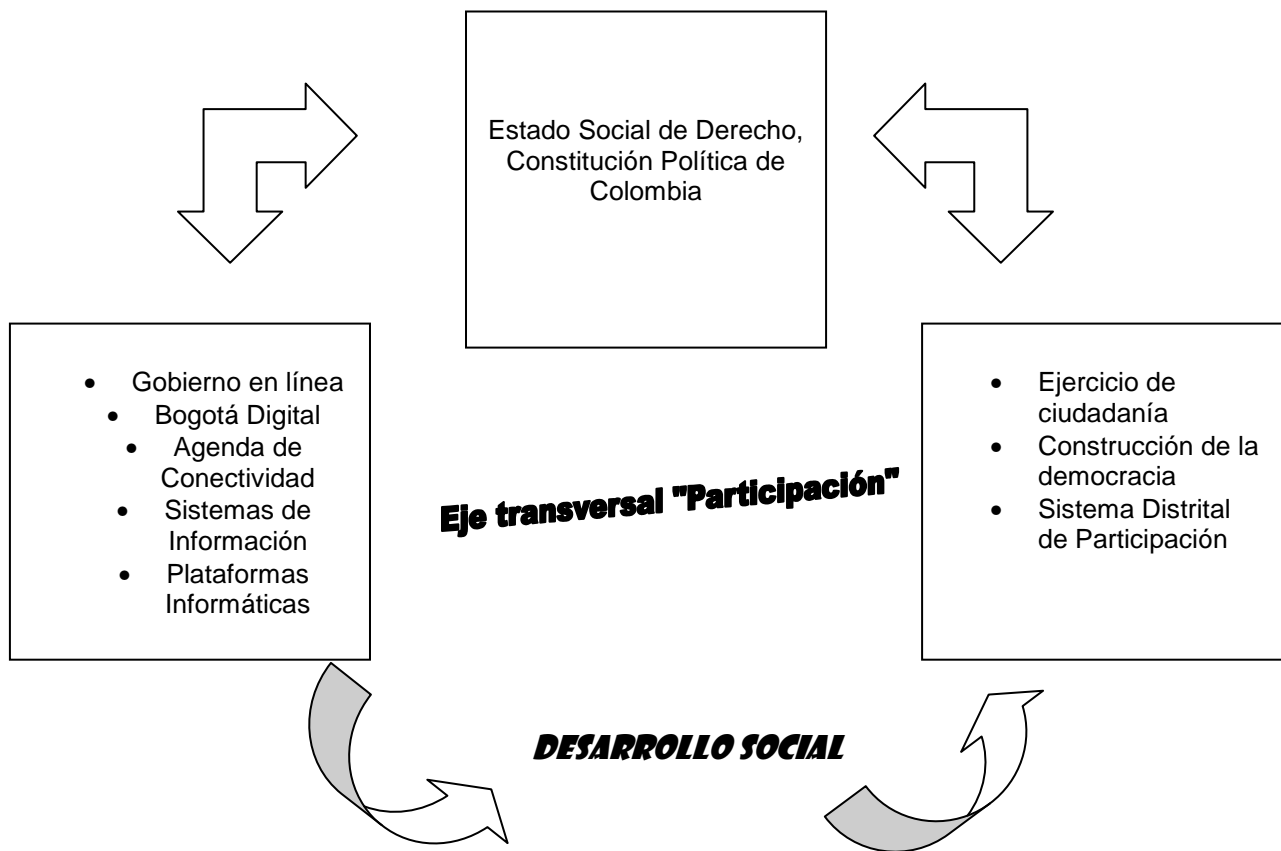 Estado Social de Derecho,
Constitución Política de
Colombia
• Gobierno en línea
• Bogotá Digital
• Agenda de
Conectividad
• Sistemas de
Información
• Plataformas
Informáticas
• Ejercicio de
ciudadanía
• Construcción de la
democracia
• Sistema Distrital
de Participación
Eje transversal "Participación"
DESARROLLO SOCIAL